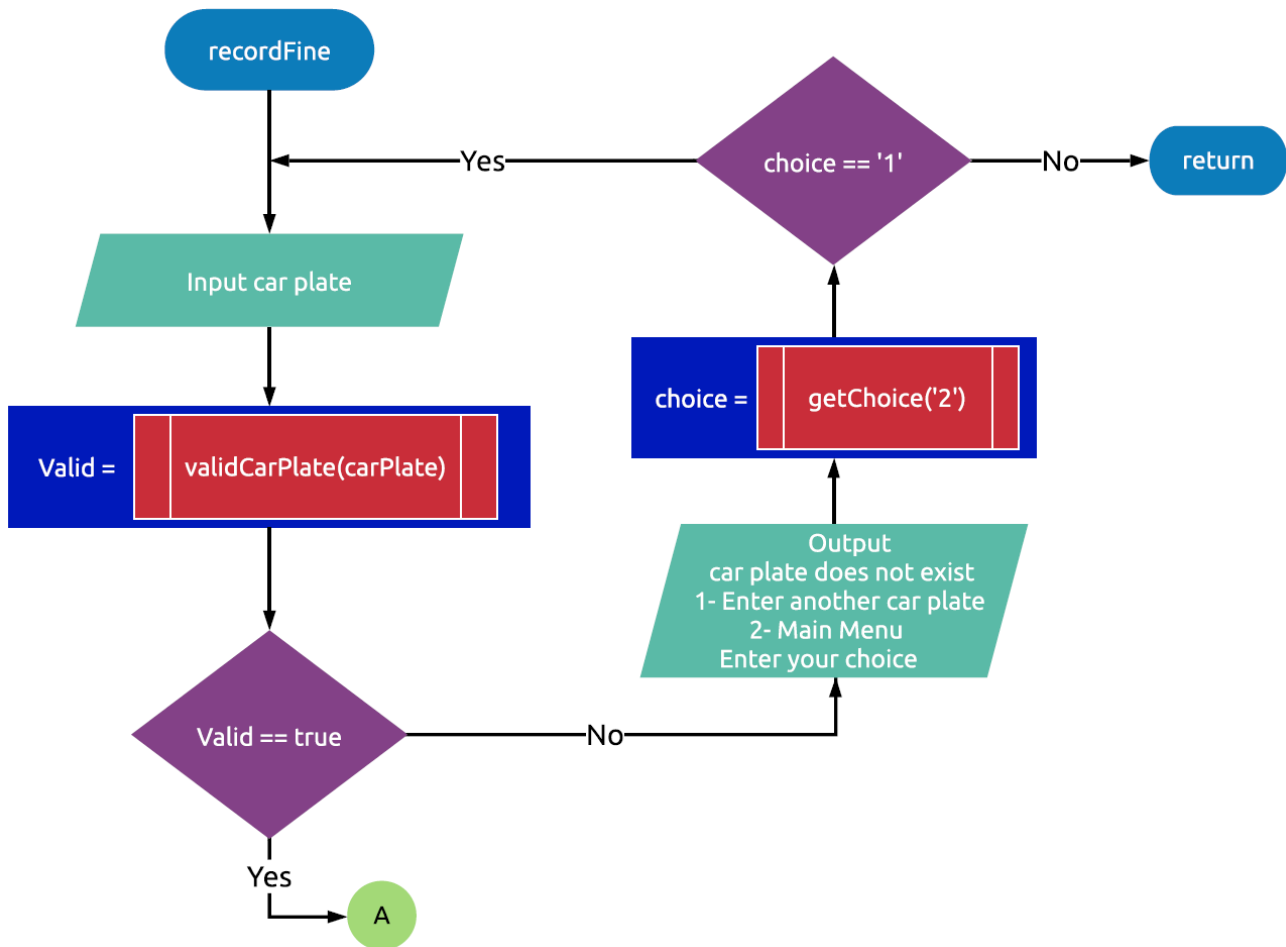 recordFine
Input car plate
Valid =
validCarPlate(carPlate)
Valid == true
Yes
A
No
Output
car plate does not exist
1- Enter another car plate
2- Main Menu
Enter your choice
choice =
getChoice('2')
choice == '1'
Yes
No
return